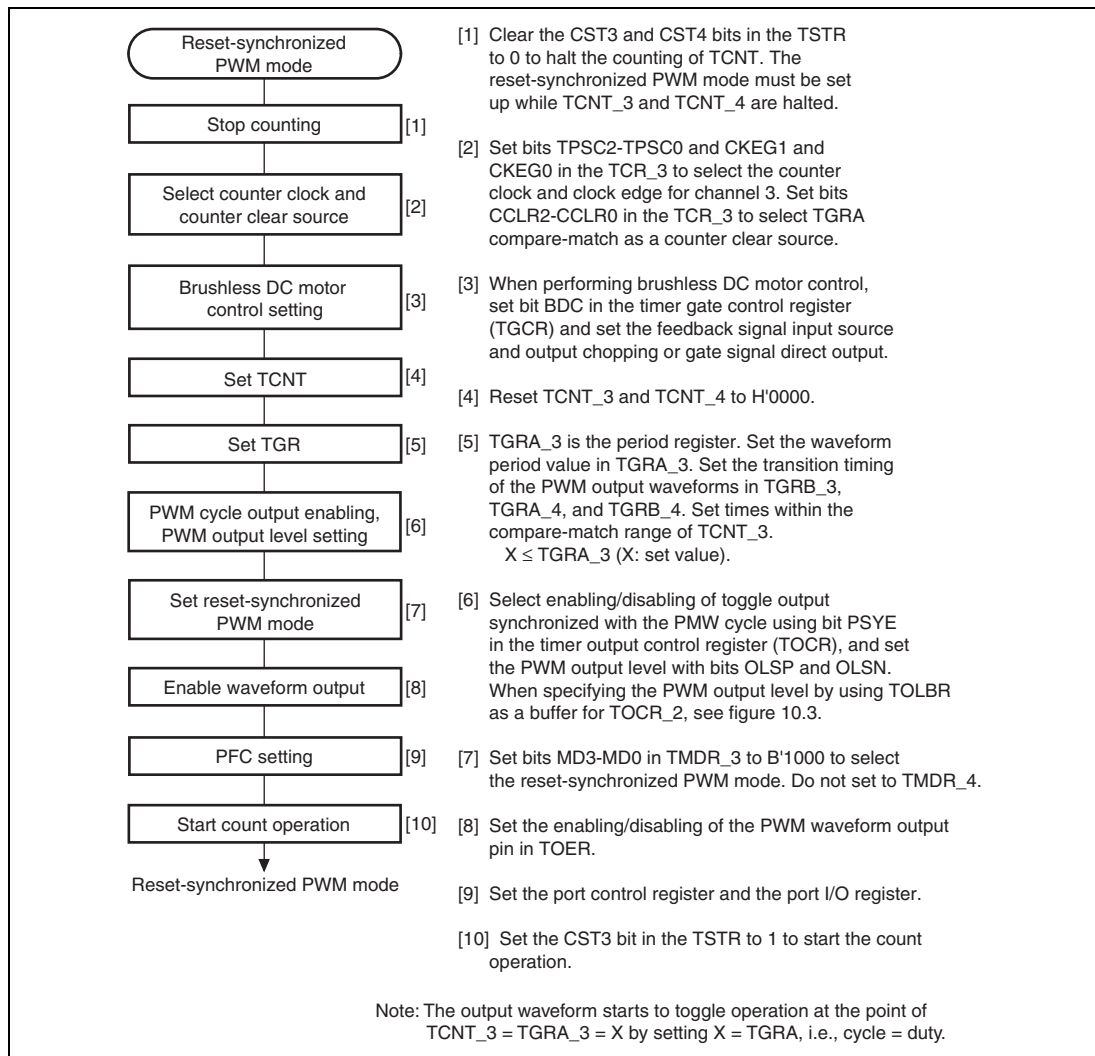 Reset-synchronized
PWM mode
Stop counting
[1]
Select counter clock and
counter clear source
[2]
Brushless DC motor
control setting
[3]
Set TCNT
[4]
Set TGR
[5]
PWM cycle output enabling,
PWM output level setting
[6]
Set reset-synchronized
PWM mode
[7]
Enable waveform output
[8]
PFC setting
[9]
Start count operation
[10]
Reset-synchronized PWM mode
[1] Clear the CST3 and CST4 bits in the TSTR
to 0 to halt the counting of TCNT. The
reset-synchronized PWM mode must be set
up while TCNT_3 and TCNT_4 are halted.
[2] Set bits TPSC2-TPSC0 and CKEG1 and
CKEG0 in the TCR_3 to select the counter
clock and clock edge for channel 3. Set bits
CCLR2-CCLR0 in the TCR_3 to select TGRA
compare-match as a counter clear source.
[3] When performing brushless DC motor control,
set bit BDC in the timer gate control register
(TGCR) and set the feedback signal input source
and output chopping or gate signal direct output.
[4] Reset TCNT_3 and TCNT_4 to H'0000.
[5] TGRA_3 is the period register. Set the waveform
period value in TGRA_3. Set the transition timing
of the PWM output waveforms in TGRB_3,
TGRA_4, and TGRB_4. Set times within the
compare-match range of TCNT_3.
X ≤ TGRA_3 (X: set value).
[6] Select enabling/disabling of toggle output
synchronized with the PMW cycle using bit PSYE
in the timer output control register (TOCR), and set
the PWM output level with bits OLSP and OLSN.
When specifying the PWM output level by using TOLBR
as a buffer for TOCR_2, see figure 10.3.
[7] Set bits MD3-MD0 in TMDR_3 to B'1000 to select
the reset-synchronized PWM mode. Do not set to TMDR_4.
[8] Set the enabling/disabling of the PWM waveform output
pin in TOER.
[9] Set the port control register and the port I/O register.
[10] Set the CST3 bit in the TSTR to 1 to start the count
operation.
Note: The output waveform starts to toggle operation at the point of
TCNT_3 = TGRA_3 = X by setting X = TGRA, i.e., cycle = duty.